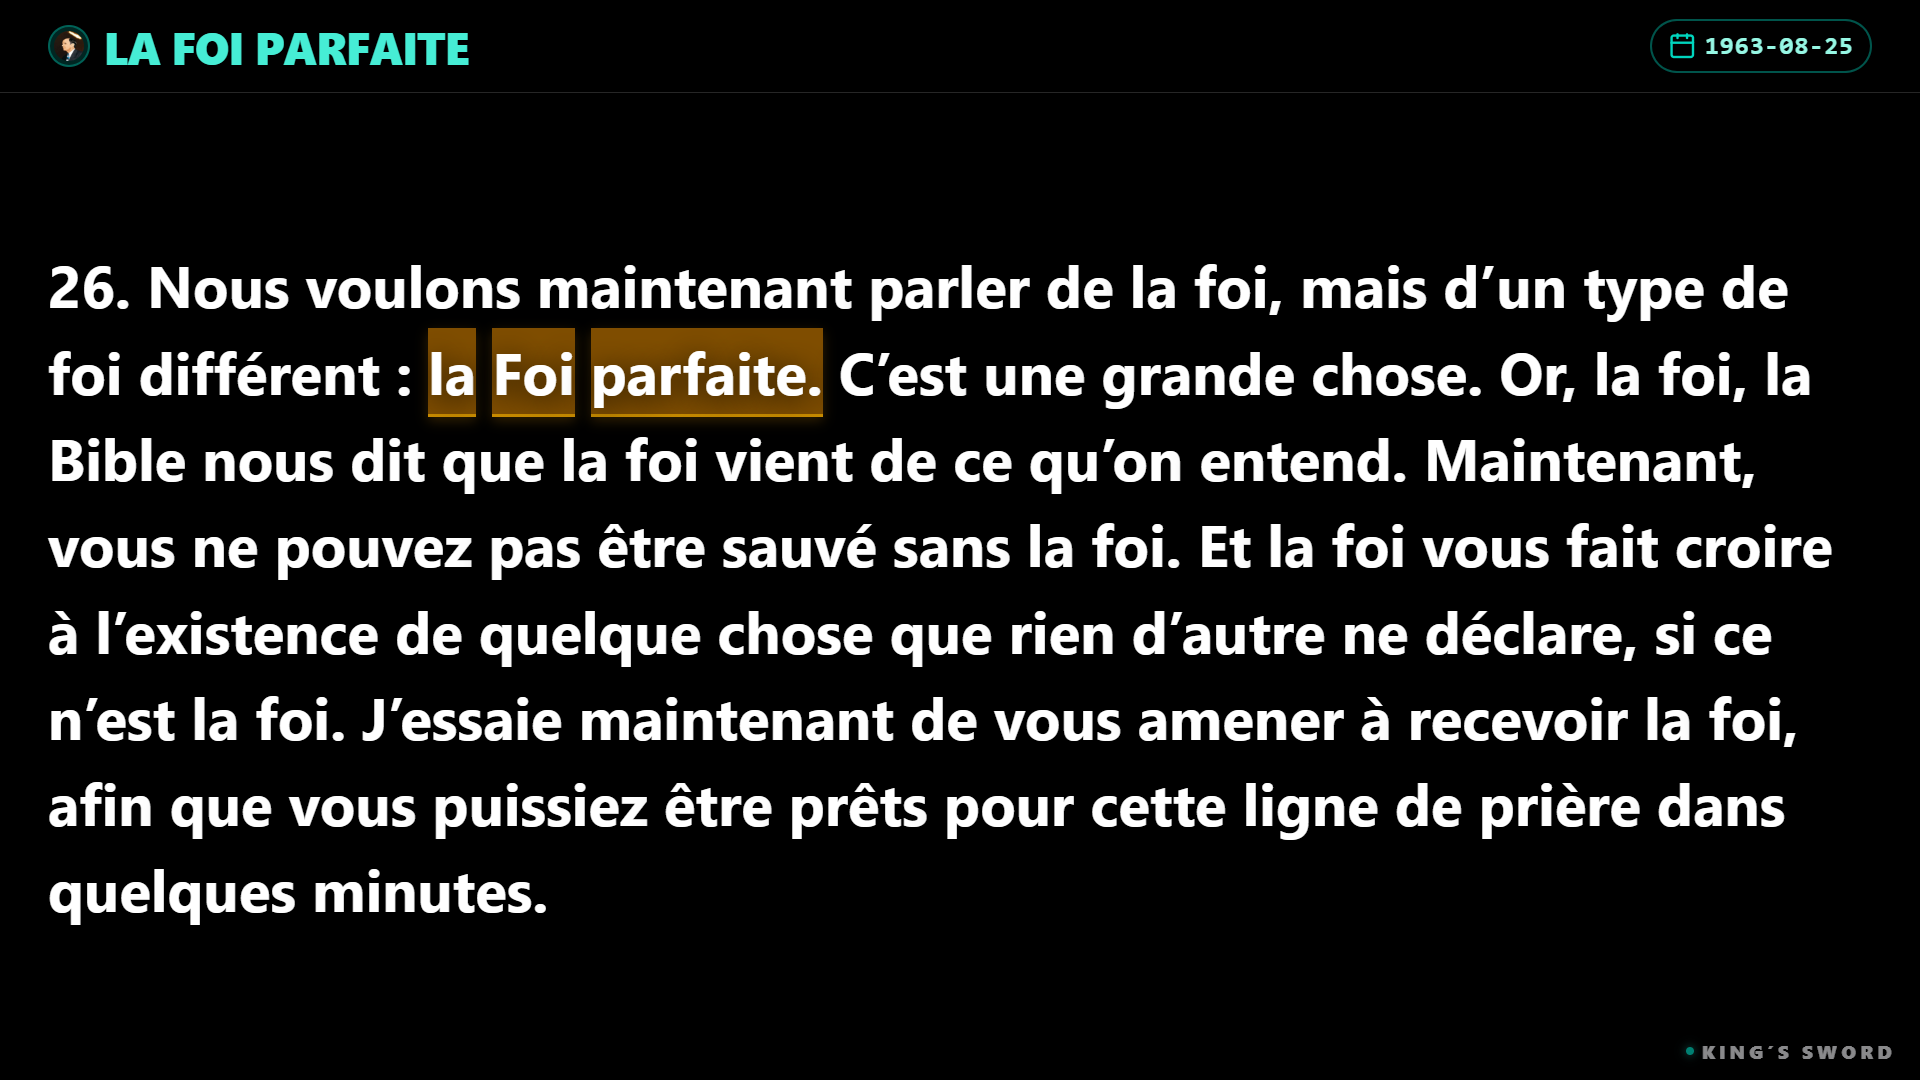 LA FOI PARFAITE
1963-08-25
26. Nous voulons maintenant parler de la foi, mais d’un type de
foi différent : la Foi parfaite. C’est une grande chose. Or, la foi, la
Bible nous dit que la foi vient de ce qu’on entend. Maintenant,
vous ne pouvez pas être sauvé sans la foi. Et la foi vous fait croire
à l’existence de quelque chose que rien d’autre ne déclare, si ce
n’est la foi. J’essaie maintenant de vous amener à recevoir la foi,
afin que vous puissiez être prêts pour cette ligne de prière dans
quelques minutes.
KING´S SWORD